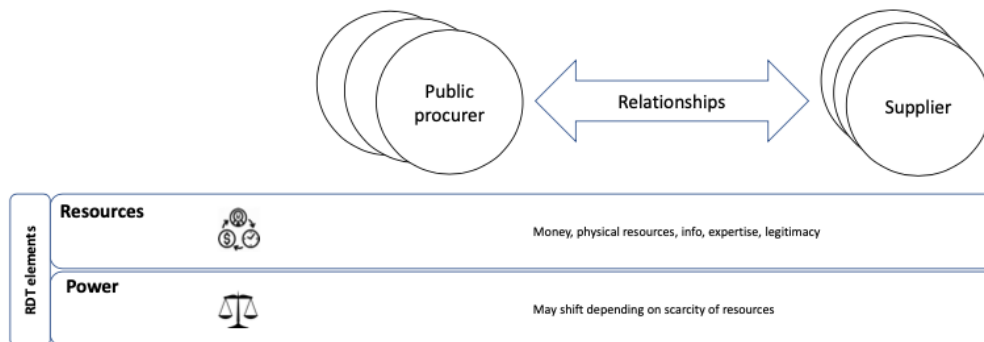 Public
procurer
Relationships
Supplier
RDT elements
Resources
$
Money, physical resources, info, expertise, legitimacy
Power
May shift depending on scarcity of resources